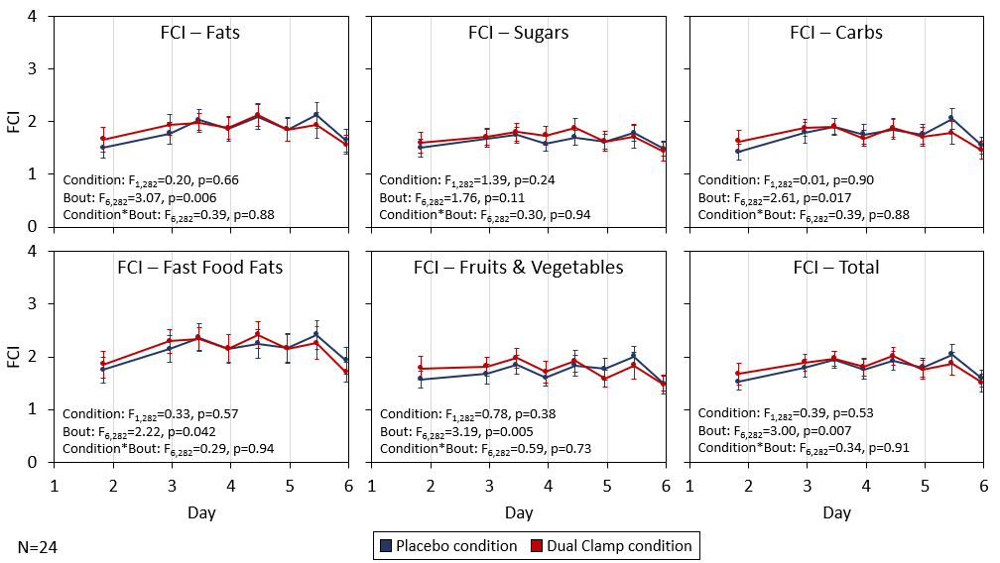 FCI – Fats
4
3
2
1
0
FCI
Condition: F1,282=0.20, p=0.66
Bout: F6,282=3.07, p=0.006
Condition*Bout: F6,282=0.39, p=0.88
FCI – Sugars
Condition: F1,282=1.39, p=0.24
Bout: F6,282=1.76, p=0.11
Condition*Bout: F6,282=0.30, p=0.94
FCI – Carbs
Condition: F1,282=0.01, p=0.90
Bout: F6,282=2.61, p=0.017
Condition*Bout: F6,282=0.39, p=0.88
FCI – Fast Food Fats
4
3
2
1
0
FCI
Condition: F1,282=0.33, p=0.57
Bout: F6,282=2.22, p=0.042
Condition*Bout: F6,282=0.29, p=0.94
1 2 3 4 5 6
Day
FCI – Fruits & Vegetables
Condition: F1,282=0.78, p=0.38
Bout: F6,282=3.19, p=0.005
Condition*Bout: F6,282=0.59, p=0.73
1 2 3 4 5 6
Day
FCI – Total
Condition: F1,282=0.39, p=0.53
Bout: F6,282=3.00, p=0.007
Condition*Bout: F6,282=0.34, p=0.91
1 2 3 4 5 6
Day
N=24
Placebo condition Dual Clamp condition